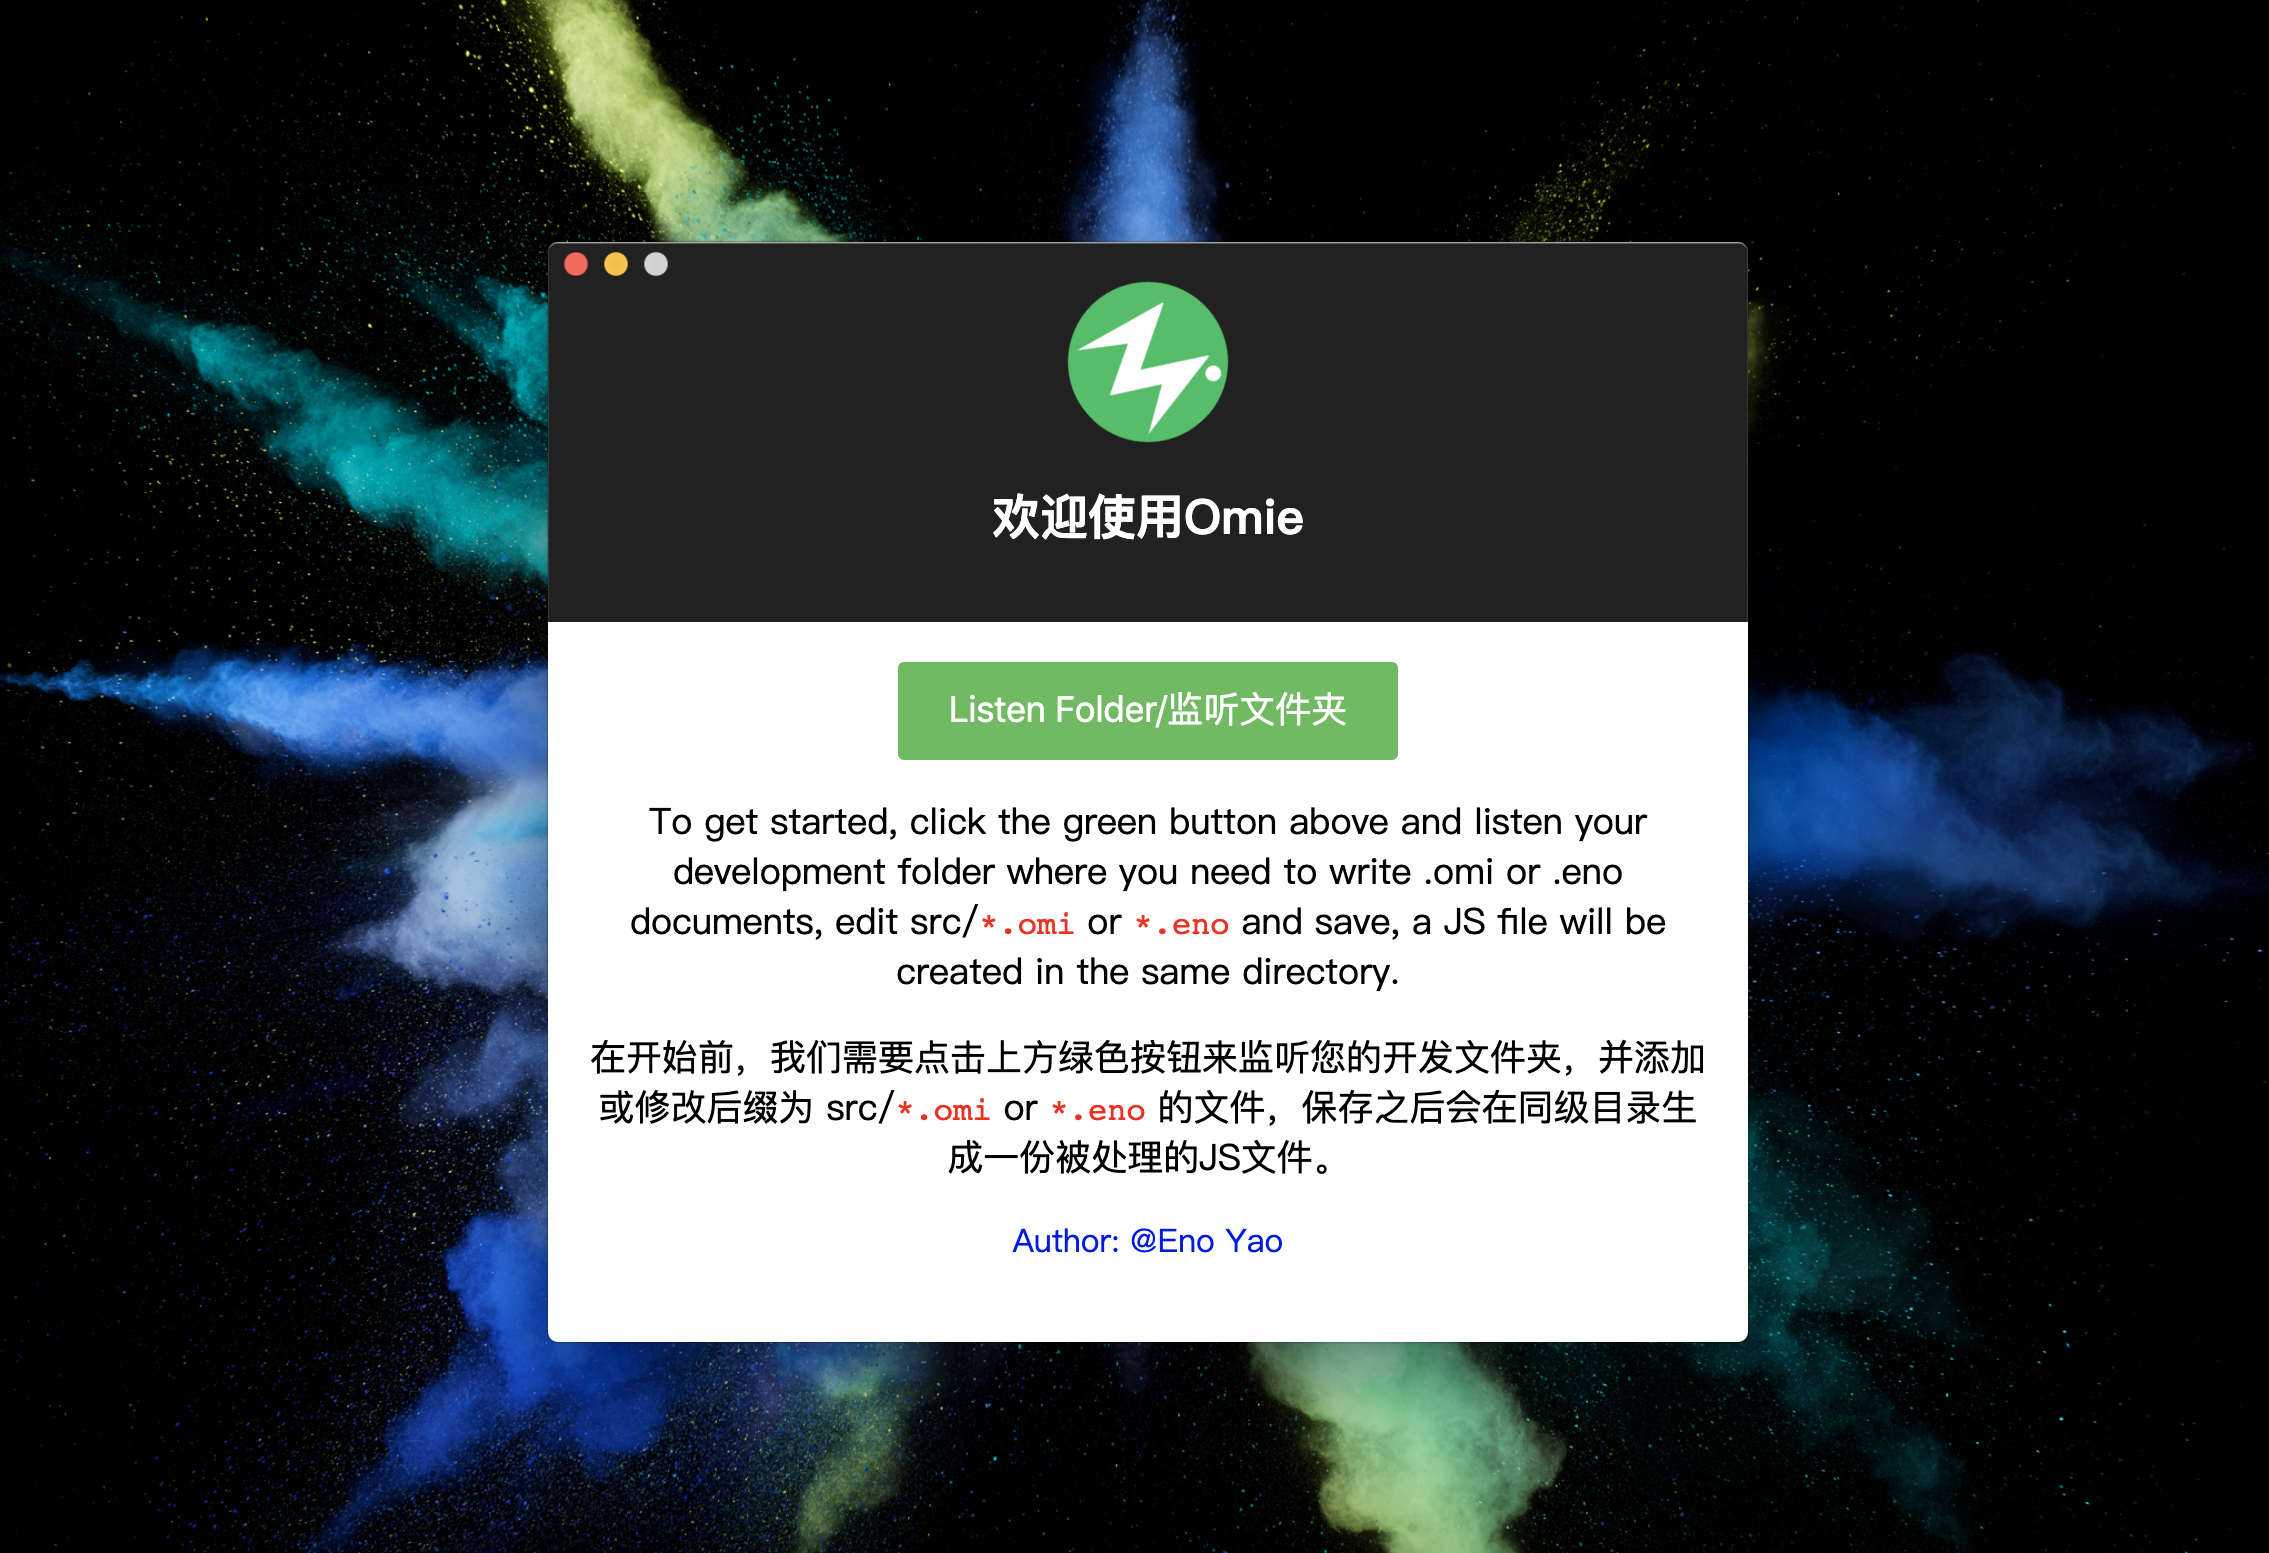 欢迎使用Omie
Listen Folder/监听文件夹
To get started, click the green button above and listen your
development folder where you need to write .omi or .eno
documents, edit src/*.omi or *.eno and save, a JS file will be
created in the same directory.
在开始前，我们需要点击上方绿色按钮来监听您的开发文件夹，并添加
或修改后缀为 src/*.omi or *.eno 的文件，保存之后会在同级目录生
成一份被处理的JS文件。
Author: @Eno Yao